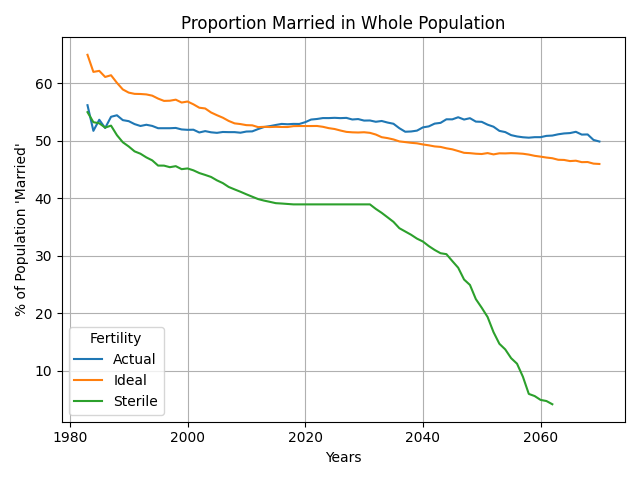 Proportion Married in Whole Population
% of Population 'Married'
60
50
40
30
20
10
Fertility
Actual
Ideal
Sterile
1980 2000 2020 2040 2060
Years